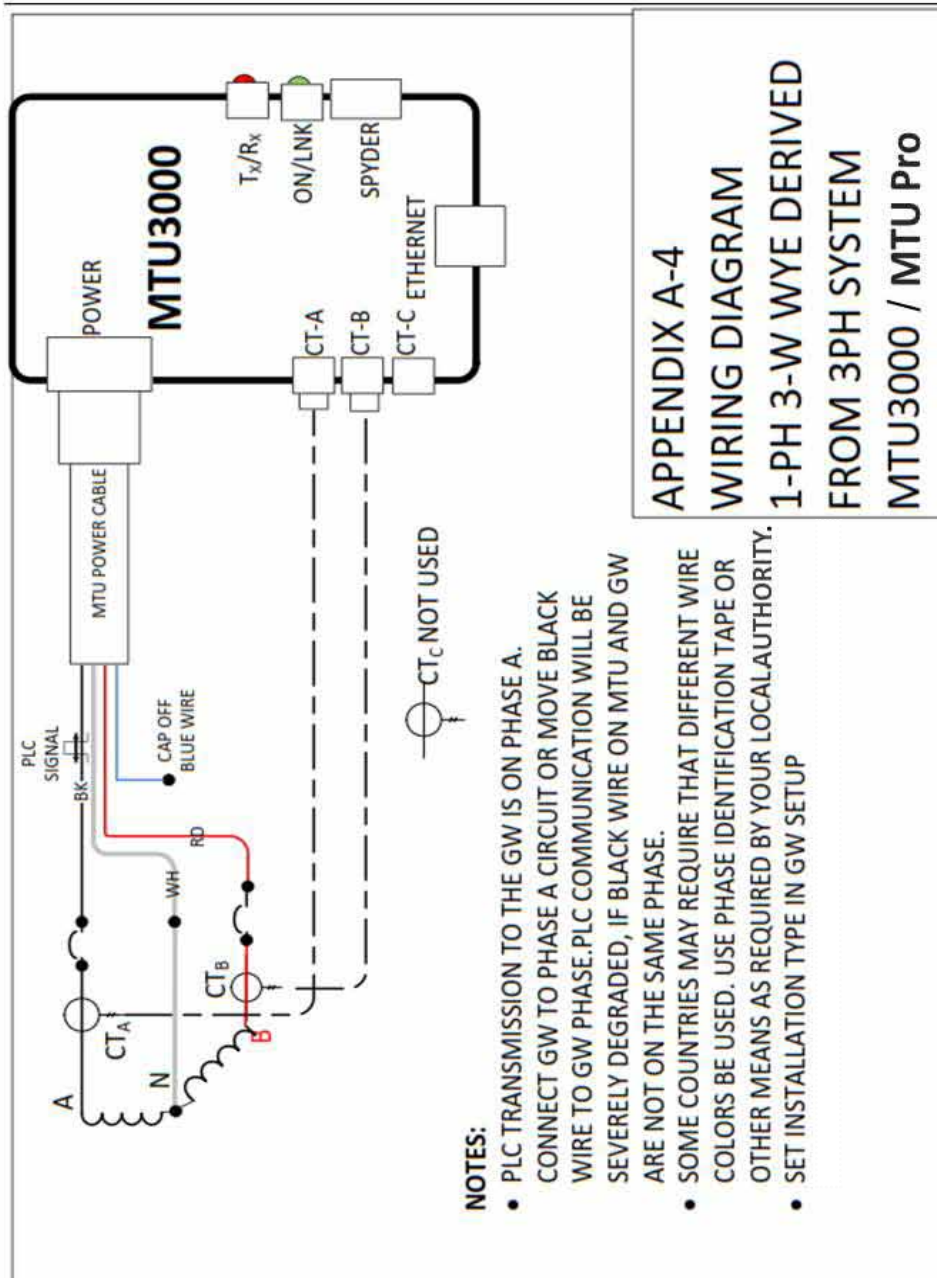 POWER
MTU3000
MTU POWER CABLE
PLC
SIGNAL
BK
CAP OFF
BLUE WIRE
WH
RD
A
N
B
CTA
CTB
CTC NOT USED
CT-A
CT-B
CT-C
ETHERNET
TX/RX
ON/LNK
SPYDER
NOTES:
• PLC TRANSMISSION TO THE GW IS ON PHASE A.
CONNECT GW TO PHASE A CIRCUIT OR MOVE BLACK
WIRE TO GW PHASE.PLC COMMUNICATION WILL BE
SEVERELY DEGRADED, IF BLACK WIRE ON MTU AND GW
ARE NOT ON THE SAME PHASE.
• SOME COUNTRIES MAY REQUIRE THAT DIFFERENT WIRE
COLORS BE USED. USE PHASE IDENTIFICATION TAPE OR
OTHER MEANS AS REQUIRED BY YOUR LOCALAUTHORITY.
• SET INSTALLATION TYPE IN GW SETUP
APPENDIX A-4
WIRING DIAGRAM
1-PH 3-W WYE DERIVED
FROM 3PH SYSTEM
MTU3000 / MTU Pro